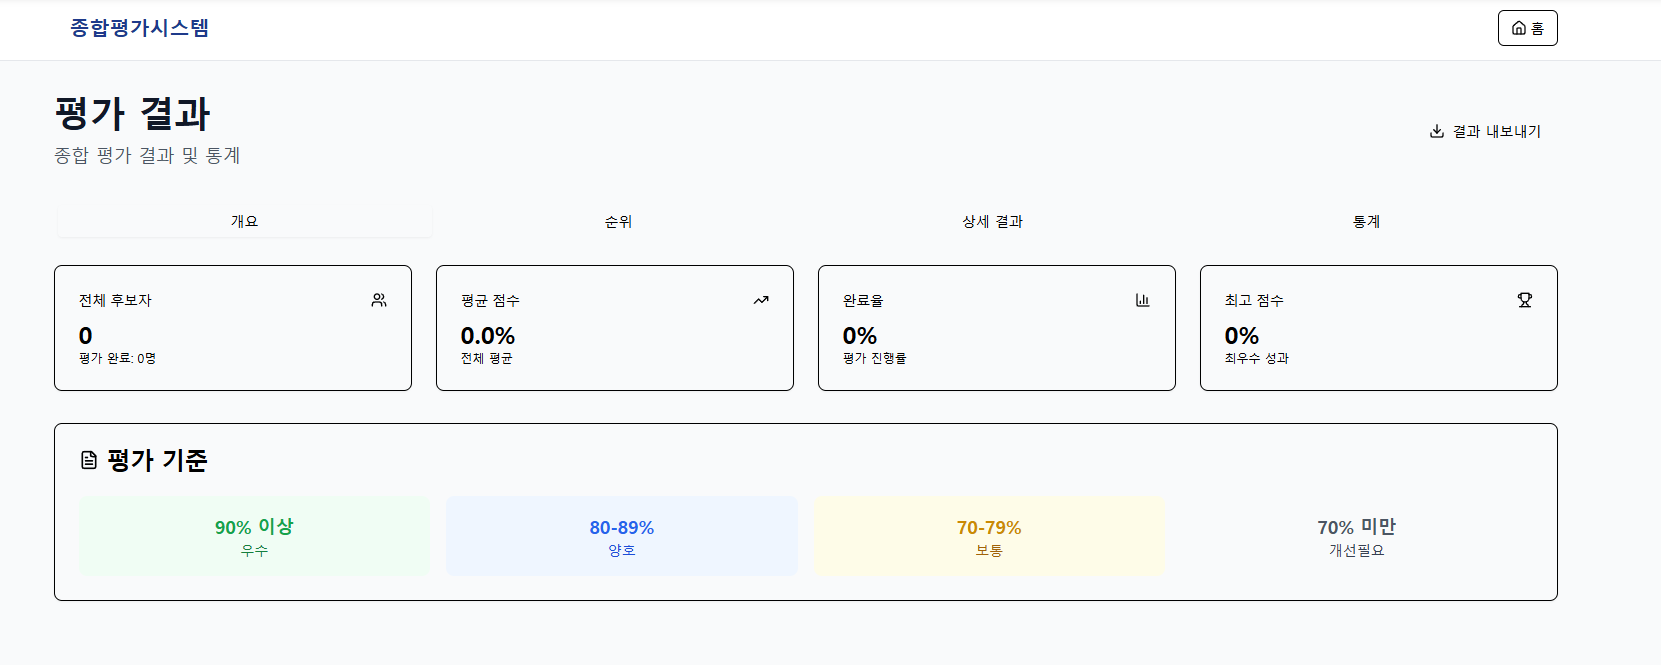 종합평가시스템
홈
평가 결과
종합 평가 결과 및 통계
결과 내보내기
개요
순위
상세 결과
통계
전체 후보자
0
평가 완료: 0명
평균 점수
0.0%
전체 평균
완료율
0%
평가 진행률
최고 점수
0%
최우수 성과
평가 기준
90% 이상
우수
80-89%
양호
70-79%
보통
70% 미만
개선필요